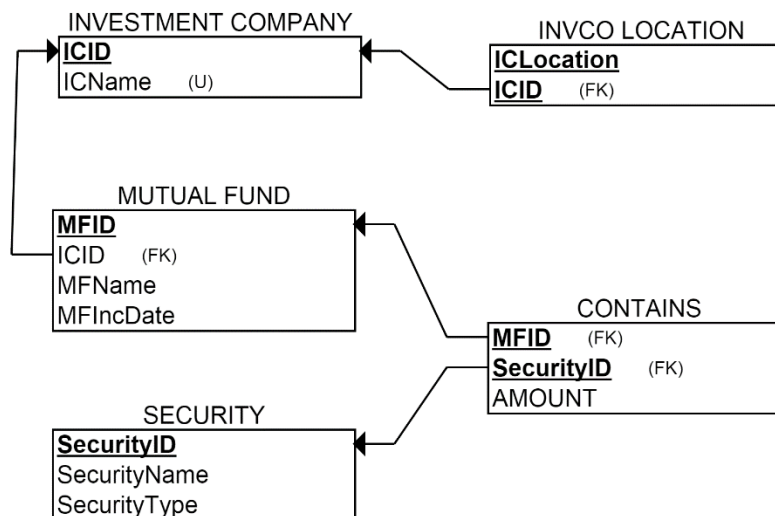 INVESTMENT COMPANY
ICID
ICName (U)
INVCO LOCATION
ICLocation
ICID (FK)
MUTUAL FUND
MFID
ICID (FK)
MFName
MFIncDate
CONTAINS
MFID (FK)
SecurityID (FK)
AMOUNT
SECURITY
SecurityID
SecurityName
SecurityType